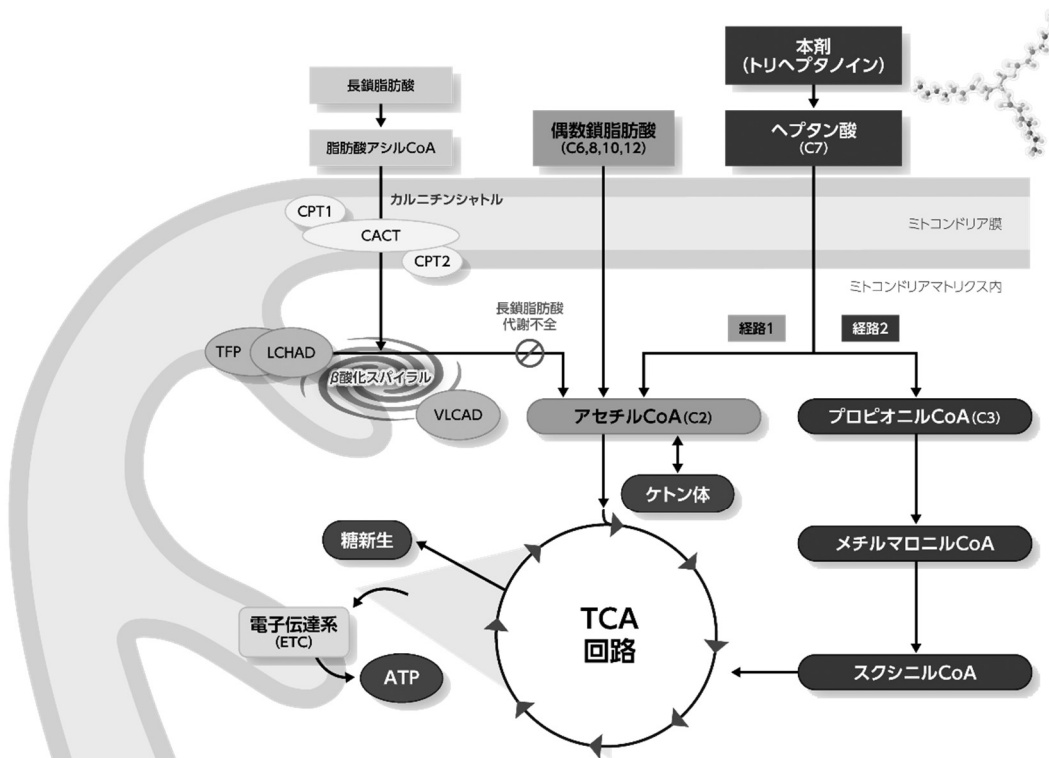 本剤
(トリヘプタノイン)
長鎖脂肪酸
偶数鎖脂肪酸
(C6,8,10,12)
ヘプタン酸
(C7)
脂肪酸アシルCoA
カルニチンシャトル
CPT1
CACT
CPT2
ミトコンドリア膜
ミトコンドリアマトリクス内
長鎖脂肪酸
代謝不全
経路1
経路2
TFP
LCHAD
β酸化スパイラル
VLCAD
アセチルCoA(C2)
プロピオニルCoA(C3)
ケトン体
糖新生
メチルマロニルCoA
TCA
回路
電子伝達系
(ETC)
ATP
スクシニルCoA